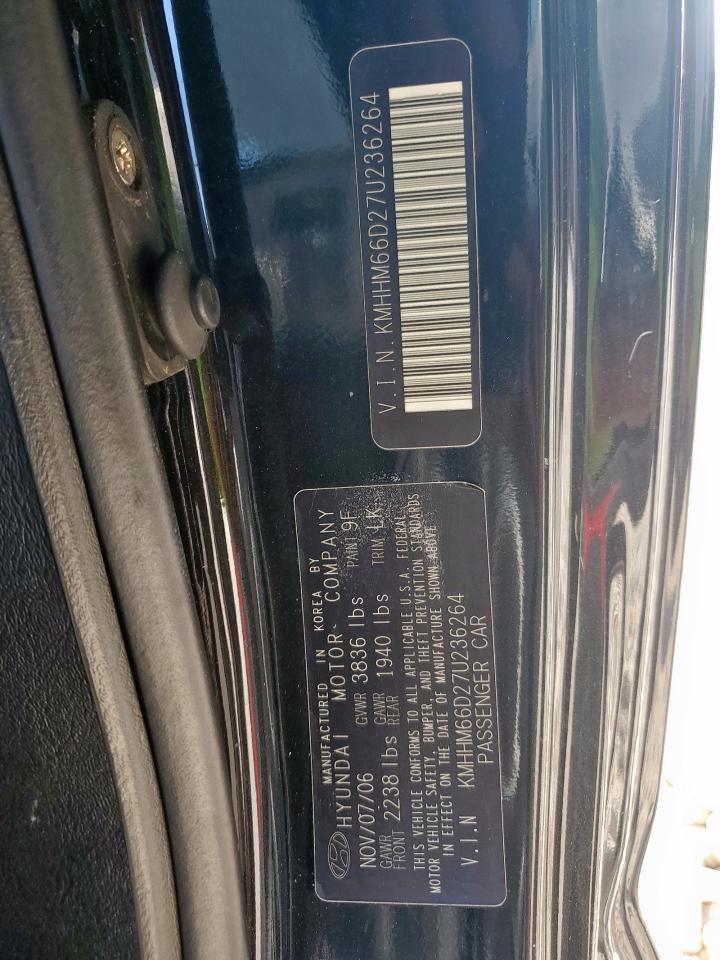 V.I.N.KMHHM66D27U236264
MANUFACTURED IN KOREA BY
HYUNDAI MOTOR COMPANY
NOV/07/06 GVWR 3836 lbs PAINT 9F
GAWR FRONT 2238 lbs GAWR REAR 1940 lbs TRIM LK
THIS VEHICLE CONFORMS TO ALL APPLICABLE U.S.A. FEDERAL
MOTOR VEHICLE SAFETY, BUMPER, AND THEFT PREVENTION STANDARDS
IN EFFECT ON THE DATE OF MANUFACTURE SHOWN ABOVE
V.I.N KMHHM66D27U236264
PASSENGER CAR